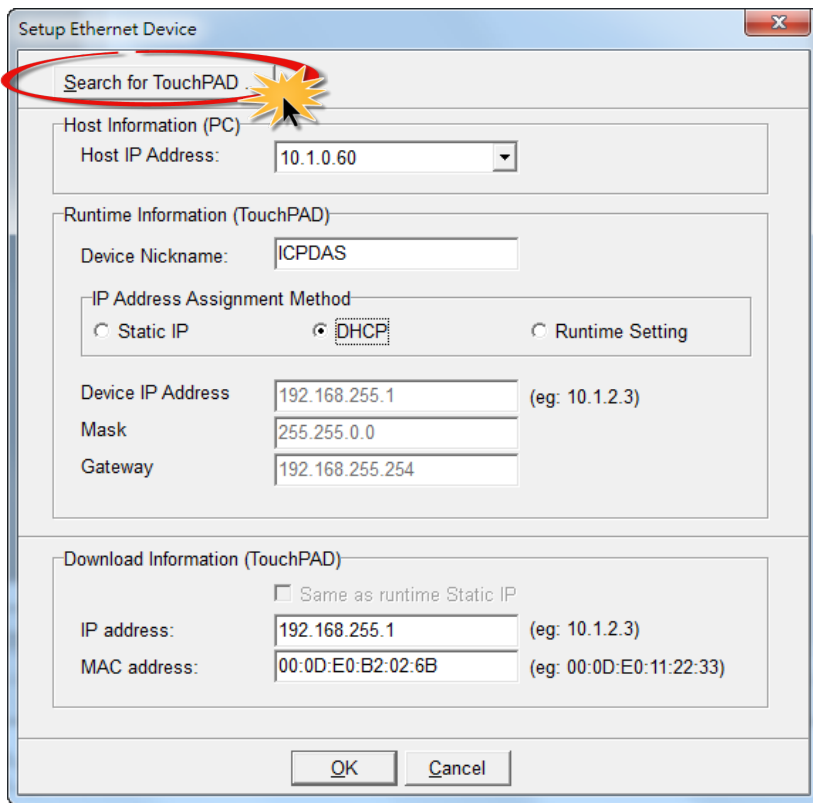 Setup Ethernet Device
Search for TouchPAD .
Host Information (PC)
Host IP Address: 10.1.0.60
Runtime Information (TouchPAD)
Device Nickname: ICPDAS
IP Address Assignment Method
Static IP DHCP Runtime Setting
Device IP Address 192.168.255.1 (eg: 10.1.2.3)
Mask 255.255.0.0
Gateway 192.168.255.254
Download Information (TouchPAD)
Same as runtime Static IP
IP address: 192.168.255.1 (eg: 10.1.2.3)
MAC address: 00:0D:E0:B2:02:6B (eg: 00:0D:E0:11:22:33)
OK Cancel